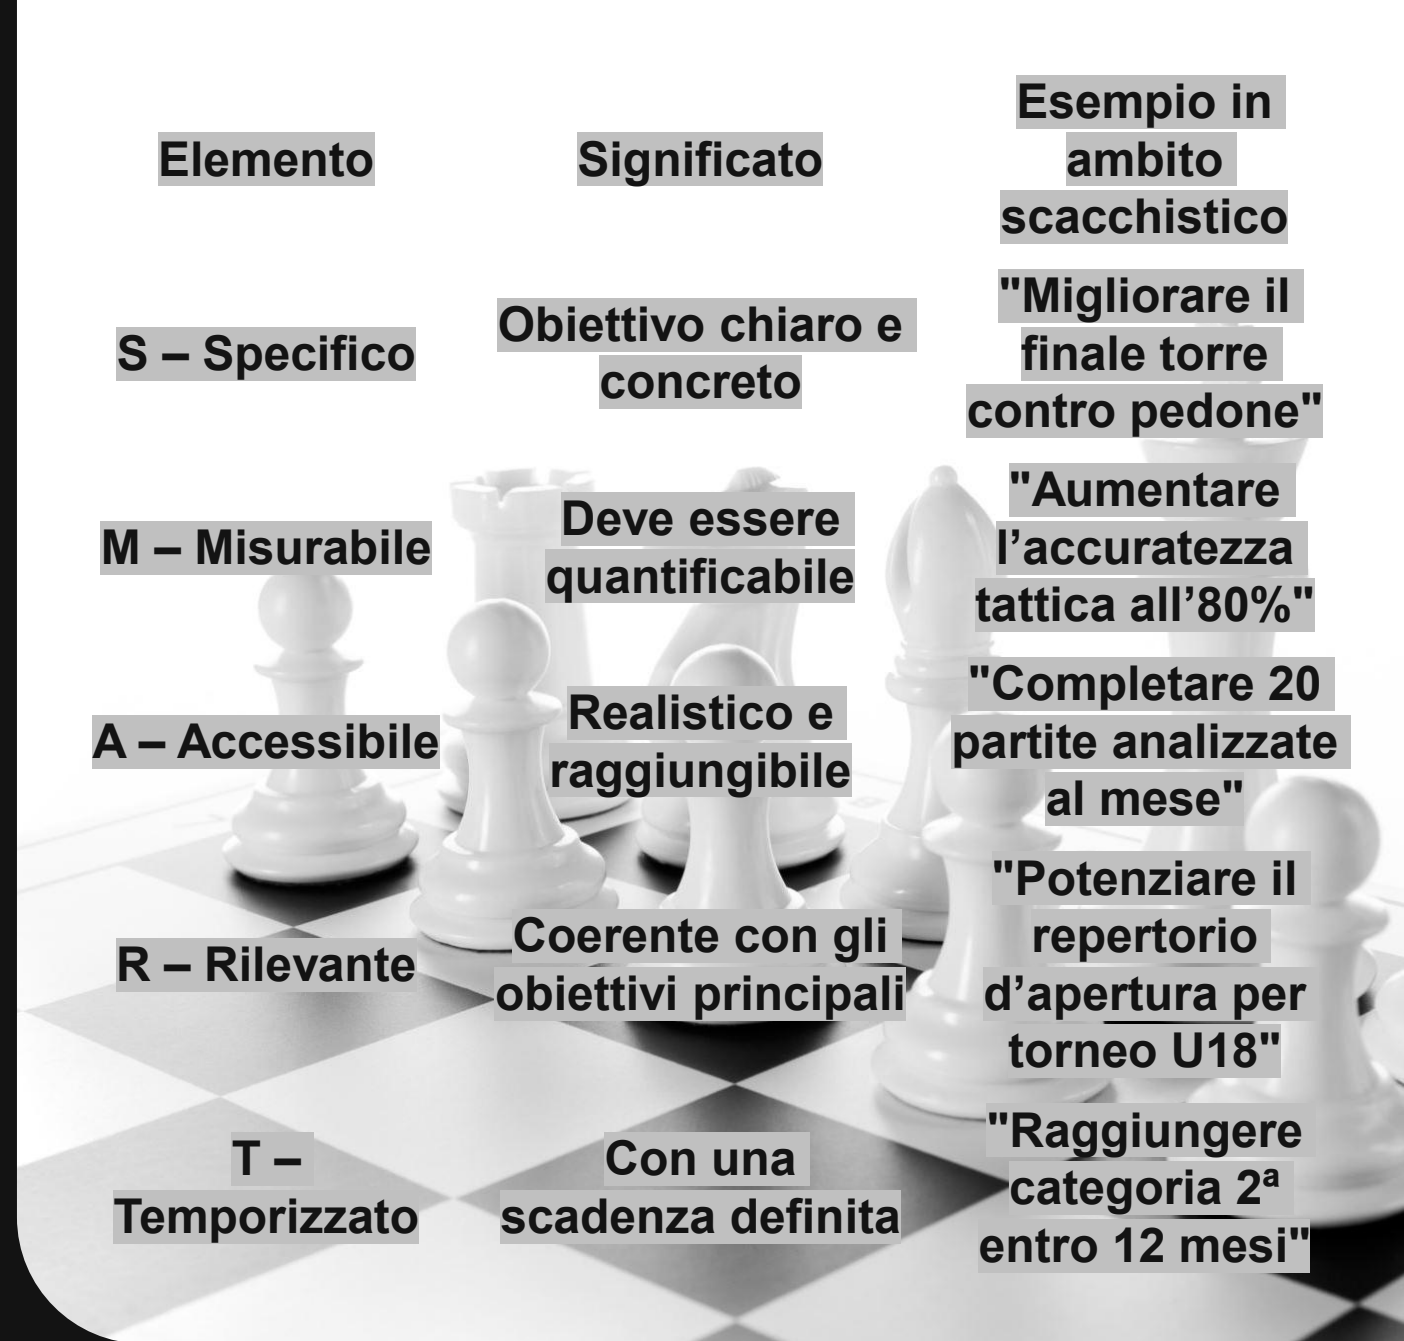 Elemento
Significato
Esempio in
ambito
scacchistico
S – Specifico
Obiettivo chiaro e
concreto
"Migliorare il
finale torre
contro pedone"
M – Misurabile
Deve essere
quantificabile
"Aumentare
l’accuratezza
tattica all’80%"
A – Accessibile
Realistico e
raggiungibile
"Completare 20
partite analizzate
al mese"
R – Rilevante
Coerente con gli
obiettivi principali
"Potenziare il
repertorio
d’apertura per
torneo U18"
T –
Temporizzato
Con una
scadenza definita
"Raggiungere
categoria 2ª
entro 12 mesi"